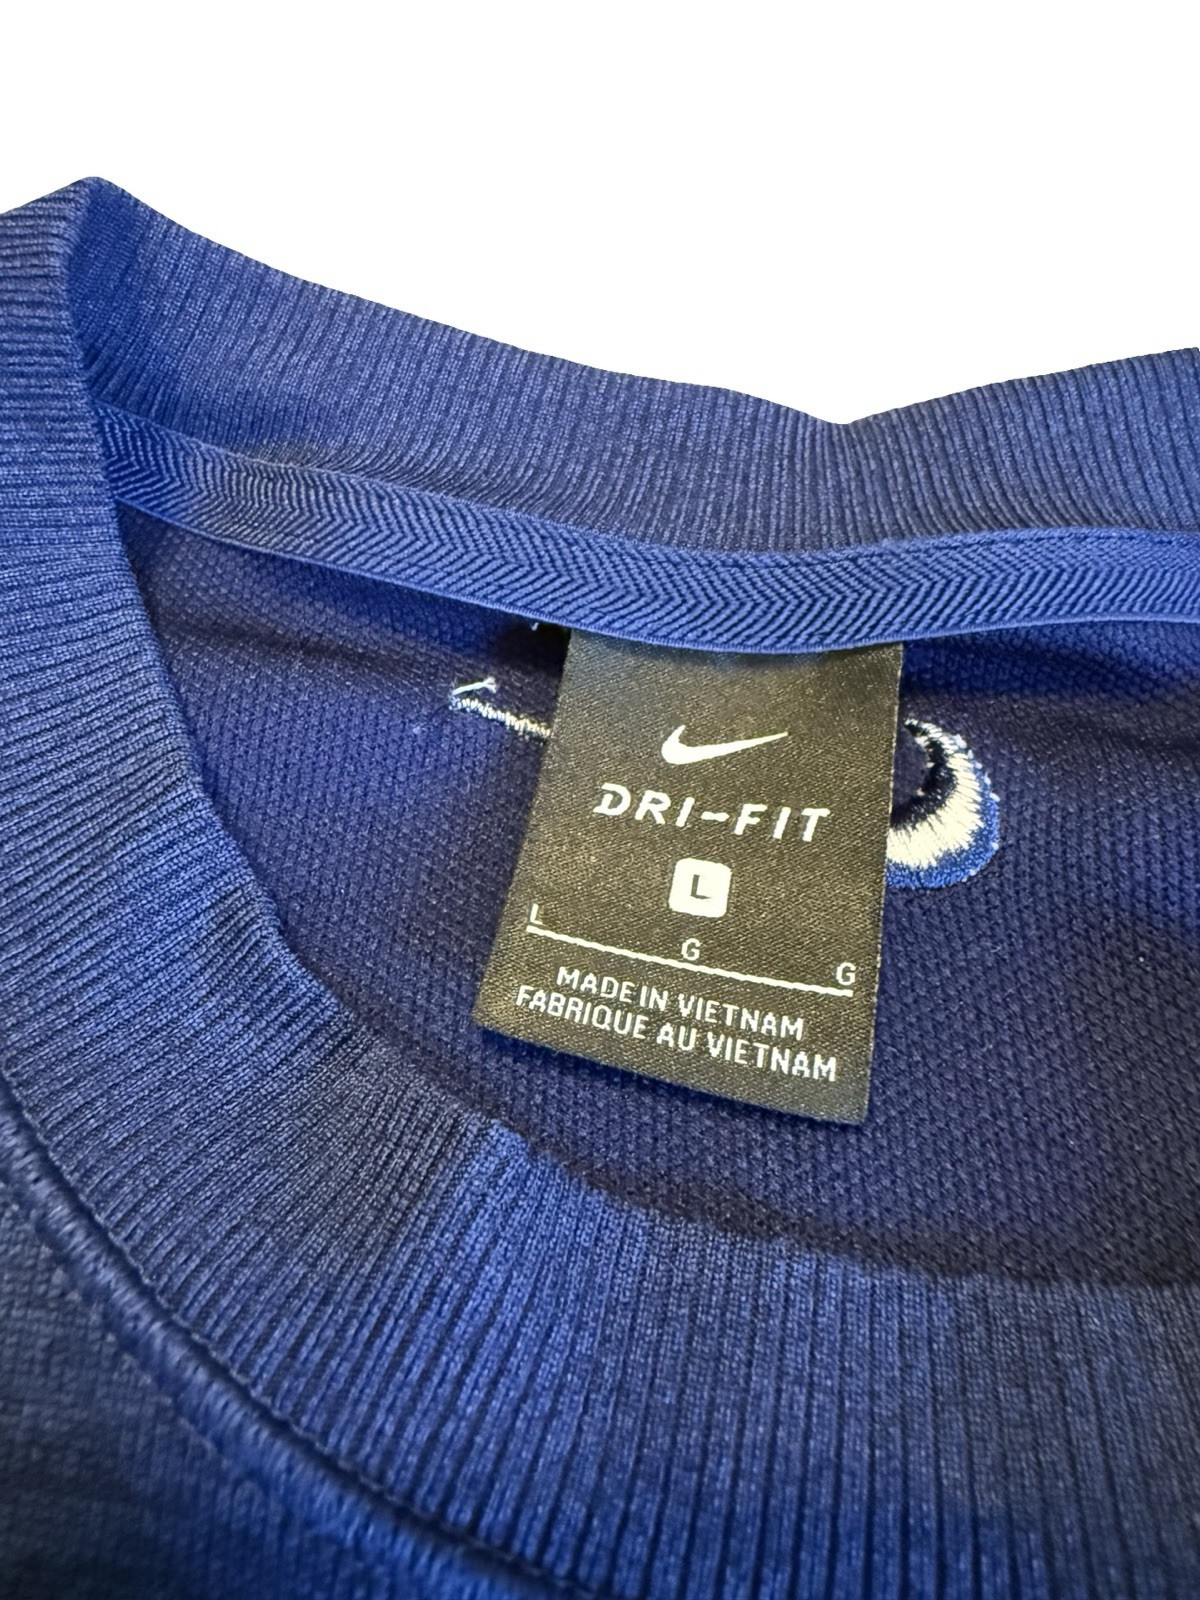 DRI-FIT
L
L G G
MADE IN VIETNAM
FABRIQUE AU VIETNAM